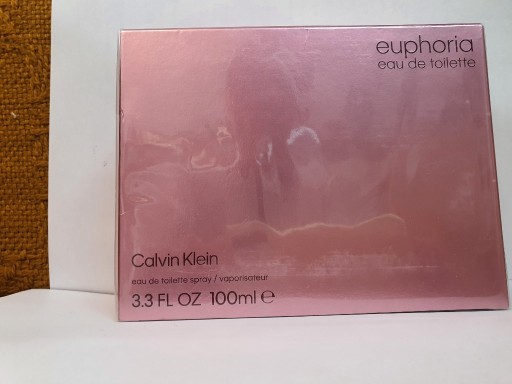 euphoria
eau de toilette
Calvin Klein
eau de toilette spray / vaporisateur
3.3 FL OZ 100ml ℮